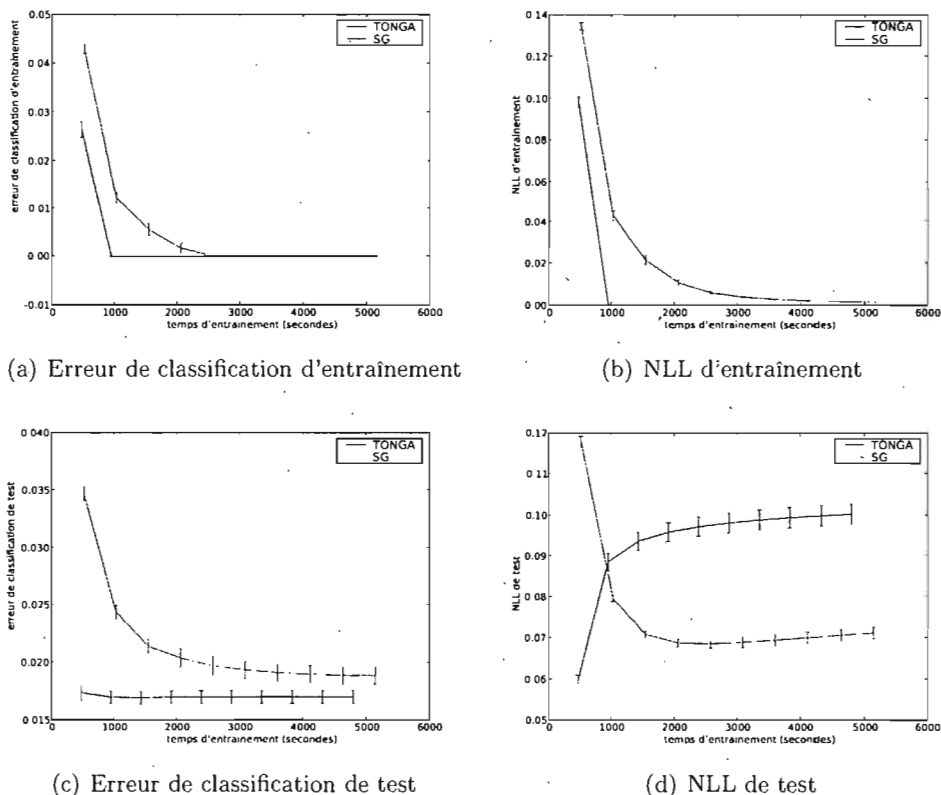 0.05
0.04
0.03
0.02
0.01
0.00
-0.01
erreur de classification d'entraînement
TONGA
SG
0 1000 2000 3000 4000 5000 6000
temps d'entrainement (secondes)
(a) Erreur de classification d'entraînement
0.14
0.12
0.10
0.08
0.06
0.04
0.02
0.00
NLL d'entraînement
TONGA
SG
0 1000 2000 3000 4000 5000 6000
temps d'entrainement (secondes)
(b) NLL d'entraînement
0.040
0.035
0.030
0.025
0.020
0.015
erreur de classification de test
TONGA
SG
0 1000 2000 3000 4000 5000 6000
temps d'entrainement (secondes)
(c) Erreur de classification de test
0.12
0.11
0.10
0.09
0.08
0.07
0.06
0.05
NLL de test
TONGA
SG
0 1000 2000 3000 4000 5000 6000
temps d'entrainement (secondes)
(d) NLL de test